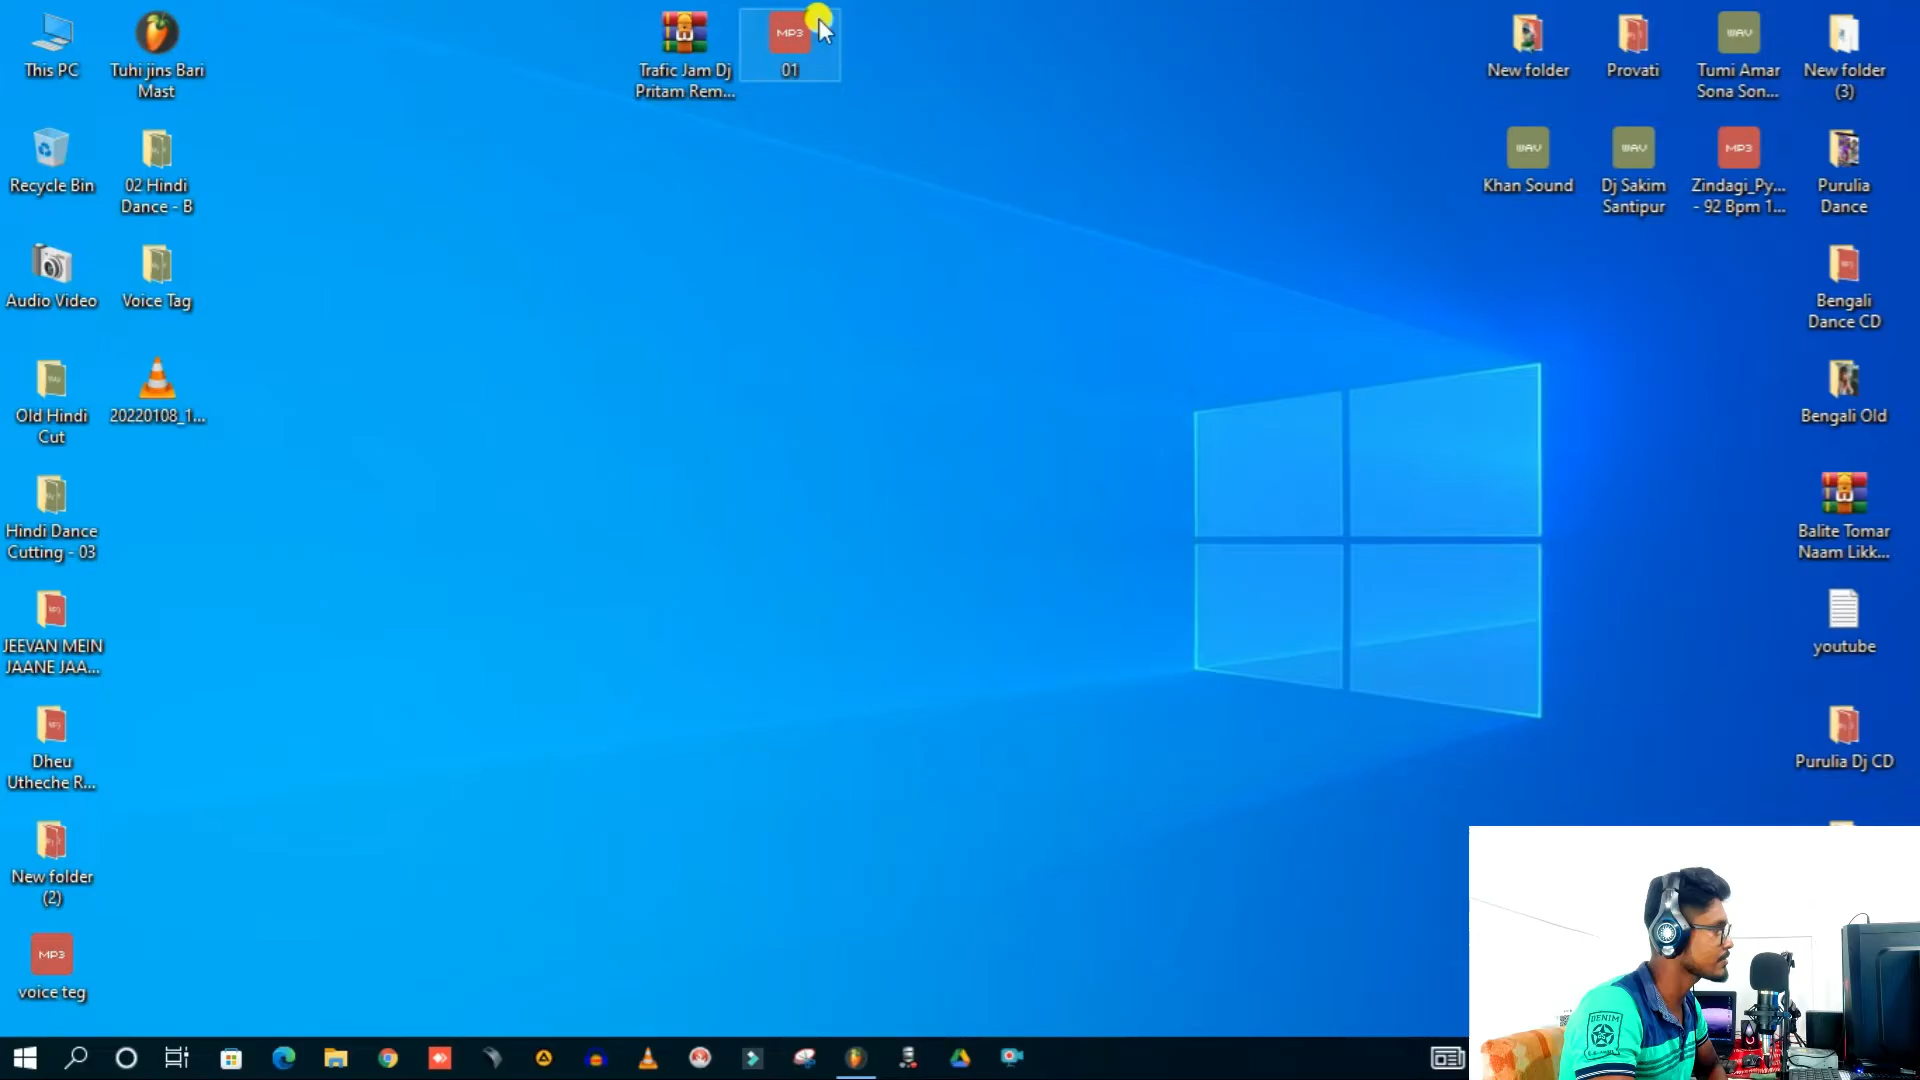 This PC
Tuhi jins Bari
Mast
Trafic Jam Dj
Pritam Rem...
MP3
01
New folder
Provati
WAV
Tumi Amar
Sona Son...
New folder
(3)
Recycle Bin
02 Hindi
Dance - B
WAV
Khan Sound
WAV
Dj Sakim
Santipur
MP3
Zindagi_Py...
- 92 Bpm 1...
Purulia
Dance
Audio Video
Voice Tag
Bengali
Dance CD
Old Hindi
Cut
20220108_1...
Bengali Old
Hindi Dance
Cutting - 03
Balite Tomar
Naam Likk...
JEEVAN MEIN
JAANE JAA...
youtube
Dheu
Utheche R...
Purulia Dj CD
New folder
(2)
MP3
voice teg
DENIM